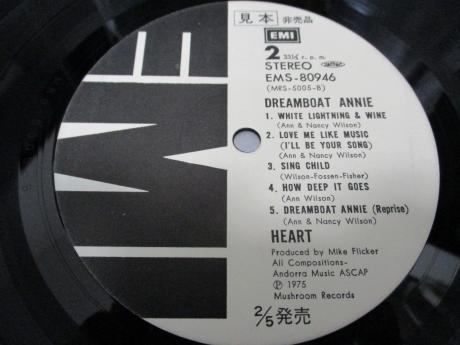 見本 非売品
EMI
2 33⅓ r.p.m.
STEREO
EMS-80946
(MRS-5005-B)
DREAMBOAT ANNIE
1. WHITE LIGHTNING & WINE
(Ann & Nancy Wilson)
2. LOVE ME LIKE MUSIC
(I'LL BE YOUR SONG)
(Ann & Nancy Wilson)
3. SING CHILD
(Wilson-Fossen-Fisher)
4. HOW DEEP IT GOES
(Ann Wilson)
5. DREAMBOAT ANNIE (Reprise)
(Ann & Nancy Wilson)
HEART
Produced by Mike Flicker
All Compositions-
Andorra Music ASCAP
Ⓟ 1975
Mushroom Records
2/5発売
EMI